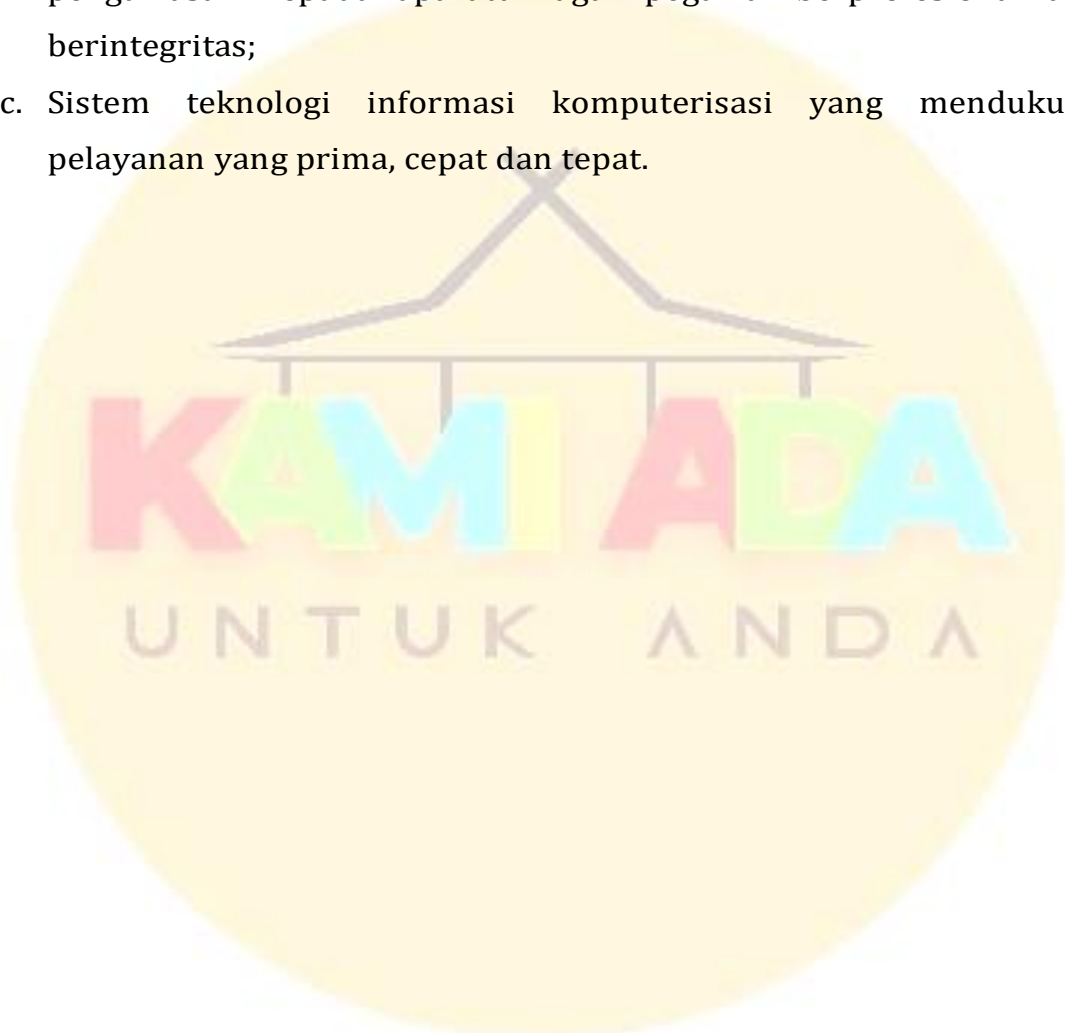 berintegritas;
c. Sistem teknologi informasi komputerisasi yang menduku
pelayanan yang prima, cepat dan tepat.
KAMI ADA
UNTUK ANDA